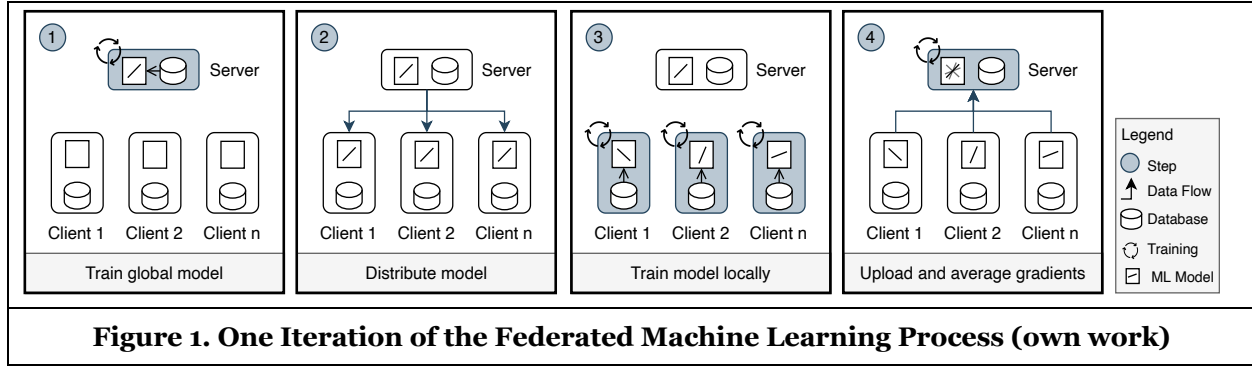 1
Server
Client 1 Client 2 Client n
Train global model
2
Server
Client 1 Client 2 Client n
Distribute model
3
Server
Client 1 Client 2 Client n
Train model locally
4
Server
Client 1 Client 2 Client n
Upload and average gradients
Legend
Step
Data Flow
Database
Training
ML Model
Figure 1. One Iteration of the Federated Machine Learning Process (own work)